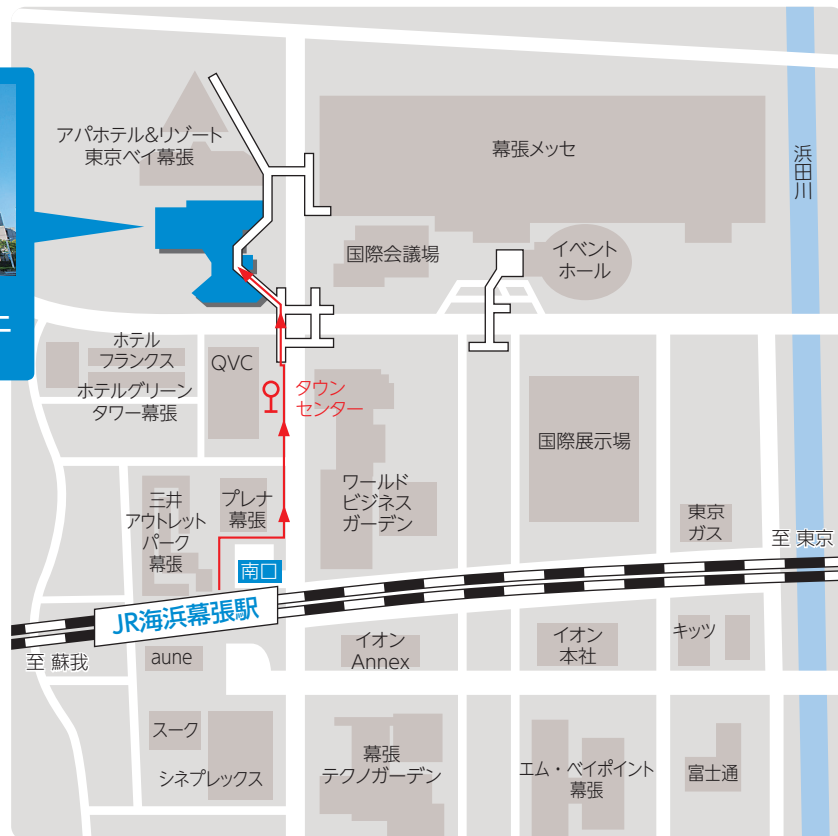 アパホテル&リゾート
東京ベイ幕張
幕張メッセ
浜田川
国際会議場
イベント
ホール
ホテル
フランクス
QVC
ホテルグリーン
タワー幕張
タウン
センター
国際展示場
三井
アウトレット
パーク
幕張
プレナ
幕張
ワールド
ビジネス
ガーデン
東京
ガス
至 東京
南口
JR海浜幕張駅
至 蘇我
aune
イオン
Annex
イオン
本社
キッツ
スーク
シネプレックス
幕張
テクノガーデン
エム・ベイポイント
幕張
富士通